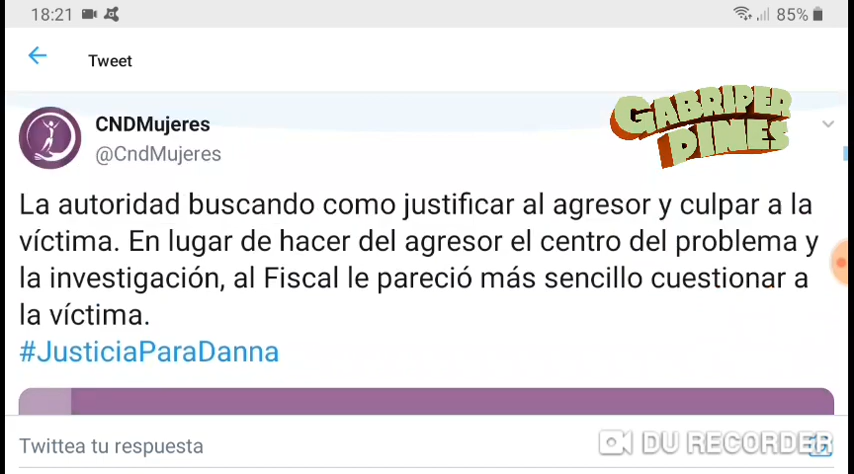 18:21
85%
Tweet
GABRIPER
PINES
CNDMujeres
@CndMujeres
La autoridad buscando como justificar al agresor y culpar a la
víctima. En lugar de hacer del agresor el centro del problema y
la investigación, al Fiscal le pareció más sencillo cuestionar a
la víctima.
#JusticiaParaDanna
Twittea tu respuesta
DU RECORDER